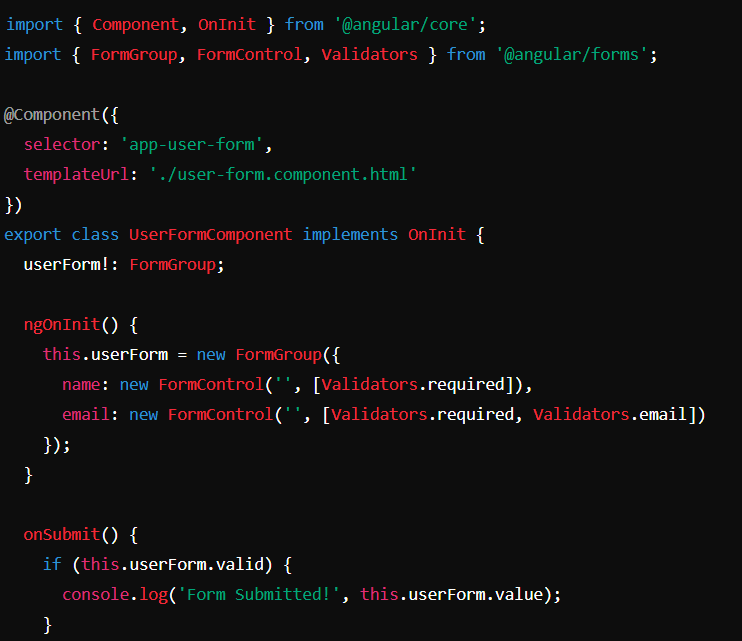 import { Component, OnInit } from '@angular/core';
import { FormGroup, FormControl, Validators } from '@angular/forms';
@Component({
  selector: 'app-user-form',
  templateUrl: './user-form.component.html'
})
export class UserFormComponent implements OnInit {
  userForm!: FormGroup;
  ngOnInit() {
    this.userForm = new FormGroup({
      name: new FormControl('', [Validators.required]),
      email: new FormControl('', [Validators.required, Validators.email])
    });
  }
  onSubmit() {
    if (this.userForm.valid) {
      console.log('Form Submitted!', this.userForm.value);
    }